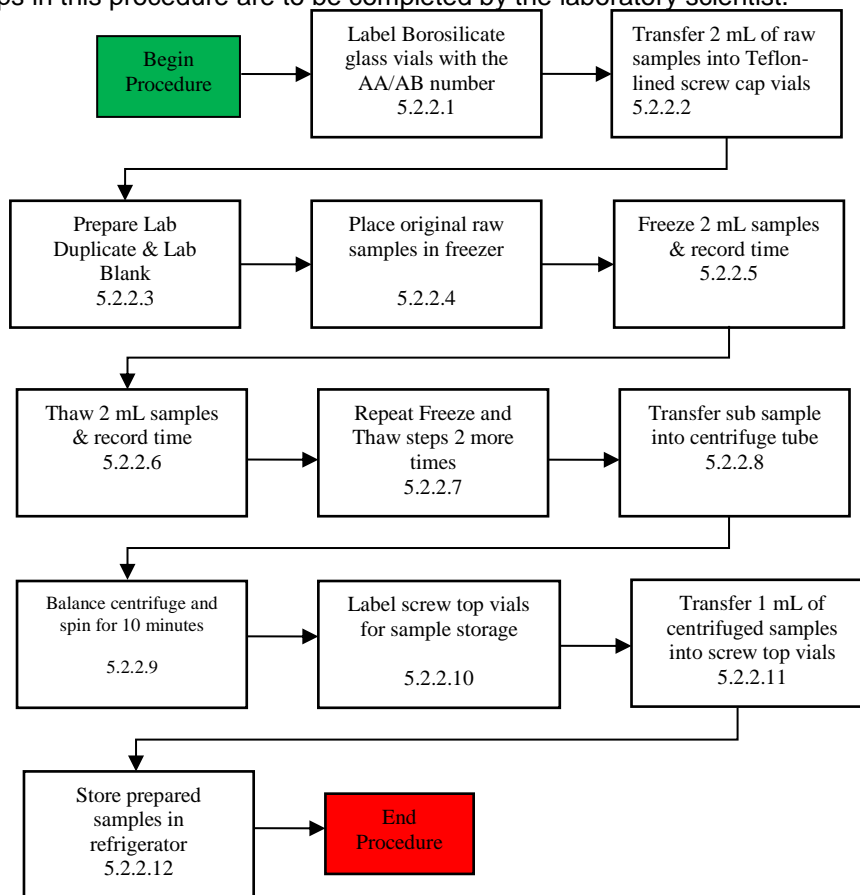 ps in this procedure are to be completed by the laboratory scientist.
Begin
Procedure
Label Borosilicate
glass vials with the
AA/AB number
5.2.2.1
Transfer 2 mL of raw
samples into Teflon-
lined screw cap vials
5.2.2.2
Prepare Lab
Duplicate & Lab
Blank
5.2.2.3
Place original raw
samples in freezer
5.2.2.4
Freeze 2 mL samples
& record time
5.2.2.5
Thaw 2 mL samples
& record time
5.2.2.6
Repeat Freeze and
Thaw steps 2 more
times
5.2.2.7
Transfer sub sample
into centrifuge tube
5.2.2.8
Balance centrifuge and
spin for 10 minutes
5.2.2.9
Label screw top vials
for sample storage
5.2.2.10
Transfer 1 mL of
centrifuged samples
into screw top vials
5.2.2.11
Store prepared
samples in
refrigerator
5.2.2.12
End
Procedure